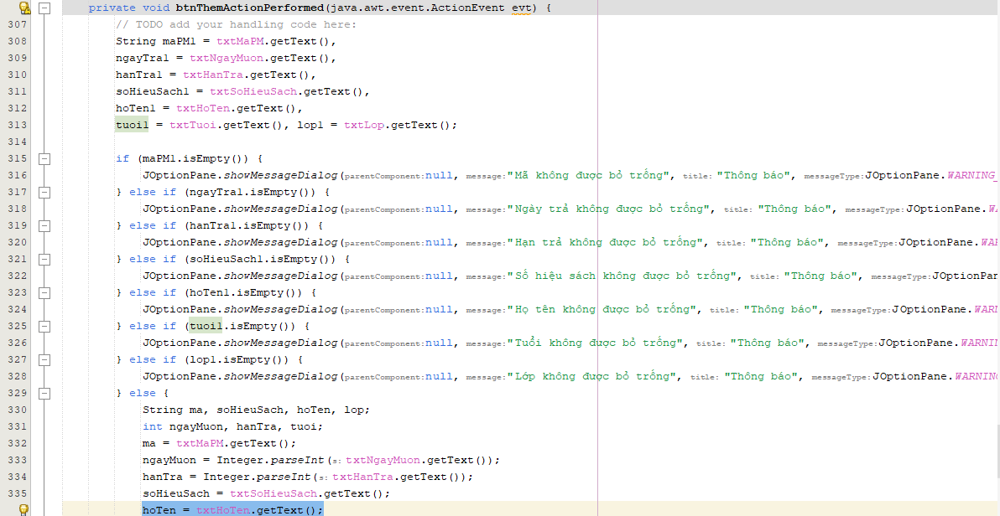 private void btnThemActionPerformed(java.awt.event.ActionEvent evt) {
307 // TODO add your handling code here:
308 String maPM1 = txtMaPM.getText(),
309 ngayTra1 = txtNgayMuon.getText(),
310 hanTra1 = txtHanTra.getText(),
311 soHieuSach1 = txtSoHieuSach.getText(),
312 hoTen1 = txtHoTen.getText(),
313 tuoi1 = txtTuoi.getText(), lop1 = txtLop.getText();
314
315 if (maPM1.isEmpty()) {
316 JOptionPane.showMessageDialog(parentComponent:null, message:"Mã không được bỏ trống", title: "Thông báo", messageType:JOptionPane.WARNING_
317 } else if (ngayTra1.isEmpty()) {
318 JOptionPane.showMessageDialog(parentComponent:null, message:"Ngày trả không được bỏ trống", title: "Thông báo", messageType:JOptionPane.WA
319 } else if (hanTra1.isEmpty()) {
320 JOptionPane.showMessageDialog(parentComponent:null, message:"Hạn trả không được bỏ trống", title: "Thông báo", messageType:JOptionPane.WAR
321 } else if (soHieuSach1.isEmpty()) {
322 JOptionPane.showMessageDialog(parentComponent:null, message:"Số hiệu sách không được bỏ trống", title: "Thông báo", messageType:JOptionPan
323 } else if (hoTen1.isEmpty()) {
324 JOptionPane.showMessageDialog(parentComponent:null, message:"Họ tên không được bỏ trống", title: "Thông báo", messageType:JOptionPane.WARN
325 } else if (tuoi1.isEmpty()) {
326 JOptionPane.showMessageDialog(parentComponent:null, message:"Tuổi không được bỏ trống", title: "Thông báo", messageType:JOptionPane.WARNIN
327 } else if (lop1.isEmpty()) {
328 JOptionPane.showMessageDialog(parentComponent:null, message:"Lớp không được bỏ trống", title: "Thông báo", messageType:JOptionPane.WARNING
329 } else {
330 String ma, soHieuSach, hoTen, lop;
331 int ngayMuon, hanTra, tuoi;
332 ma = txtMaPM.getText();
333 ngayMuon = Integer.parseInt(s:txtNgayMuon.getText());
334 hanTra = Integer.parseInt(s:txtHanTra.getText());
335 soHieuSach = txtSoHieuSach.getText();
hoTen = txtHoTen.getText();